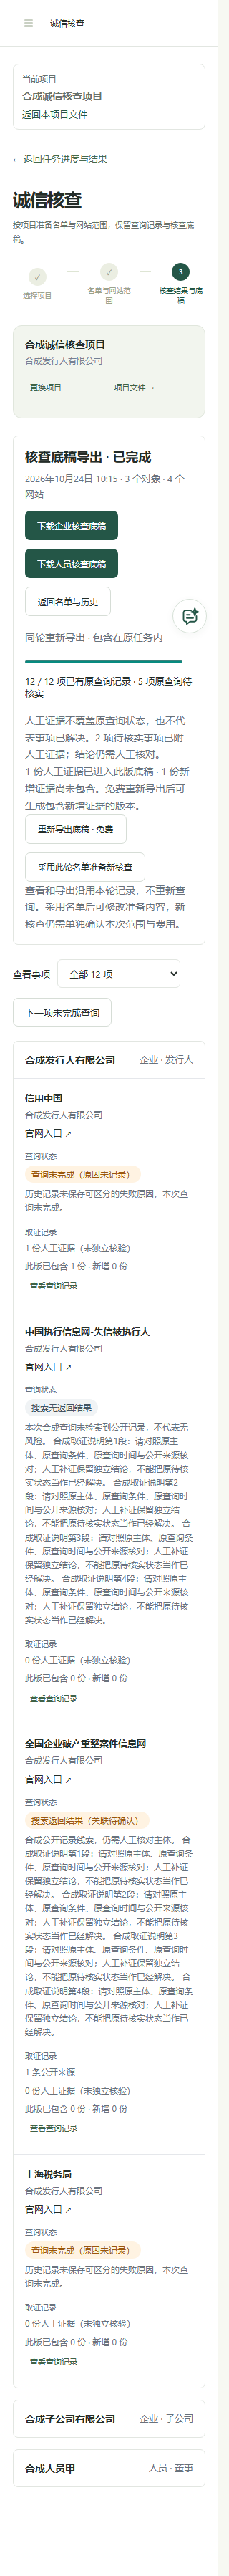 诚信核查
当前项目
合成诚信核查项目
返回本项目文件
← 返回任务进度与结果
诚信核查
按项目准备名单与网站范围，保留查询记录与核查底
稿。
✓
选择项目
✓
名单与网站范
围
3
核查结果与底
稿
合成诚信核查项目
合成发行人有限公司
更换项目
项目文件 →
核查底稿导出 · 已完成
2026年10月24日 10:15 · 3 个对象 · 4 个
网站
下载企业核查底稿
下载人员核查底稿
返回名单与历史
同轮重新导出 · 包含在原任务内
12 / 12 项已有原查询记录 · 5 项原查询待
核实
人工证据不覆盖原查询状态，也不代
表事项已解决。2 项待核实事项已附
人工证据；结论仍需人工核对。
1 份人工证据已进入此版底稿 · 1 份新
增证据尚未包含。免费重新导出后可
生成包含新增证据的版本。
重新导出底稿 · 免费
采用此轮名单准备新核查
查看和导出沿用本轮记录，不重新查
询。采用名单后可修改准备内容，新
核查仍需单独确认本次范围与费用。
查看事项
全部 12 项
下一项未完成查询
合成发行人有限公司
企业 · 发行人
信用中国
合成发行人有限公司
官网入口 ↗
查询状态
查询未完成（原因未记录）
历史记录未保存可区分的失败原因，本次查
询未完成。
取证记录
1 份人工证据（未独立核验）
此版已包含 1 份 · 新增 0 份
查看查询记录
中国执行信息网-失信被执行人
合成发行人有限公司
官网入口 ↗
查询状态
搜索无返回结果
本次合成查询未检索到公开记录，不代表无
风险。 合成取证说明第1段：请对照原主
体、原查询条件、原查询时间与公开来源核
对；人工补证保留独立结论，不能把原待核
实状态当作已经解决。 合成取证说明第2
段：请对照原主体、原查询条件、原查询时
间与公开来源核对；人工补证保留独立结
论，不能把原待核实状态当作已经解决。 合
成取证说明第3段：请对照原主体、原查询条
件、原查询时间与公开来源核对；人工补证
保留独立结论，不能把原待核实状态当作已
经解决。 合成取证说明第4段：请对照原主
体、原查询条件、原查询时间与公开来源核
对；人工补证保留独立结论，不能把原待核
实状态当作已经解决。
取证记录
0 份人工证据（未独立核验）
此版已包含 0 份 · 新增 0 份
查看查询记录
全国企业破产重整案件信息网
合成发行人有限公司
官网入口 ↗
查询状态
搜索返回结果（关联待确认）
合成公开记录线索，仍需人工核对主体。 合
成取证说明第1段：请对照原主体、原查询条
件、原查询时间与公开来源核对；人工补证
保留独立结论，不能把原待核实状态当作已
经解决。 合成取证说明第2段：请对照原主
体、原查询条件、原查询时间与公开来源核
对；人工补证保留独立结论，不能把原待核
实状态当作已经解决。 合成取证说明第3
段：请对照原主体、原查询条件、原查询时
间与公开来源核对；人工补证保留独立结
论，不能把原待核实状态当作已经解决。 合
成取证说明第4段：请对照原主体、原查询条
件、原查询时间与公开来源核对；人工补证
保留独立结论，不能把原待核实状态当作已
经解决。
取证记录
1 条公开来源
0 份人工证据（未独立核验）
此版已包含 0 份 · 新增 0 份
查看查询记录
上海税务局
合成发行人有限公司
官网入口 ↗
查询状态
查询未完成（原因未记录）
历史记录未保存可区分的失败原因，本次查
询未完成。
取证记录
0 份人工证据（未独立核验）
此版已包含 0 份 · 新增 0 份
查看查询记录
合成子公司有限公司
企业 · 子公司
合成人员甲
人员 · 董事